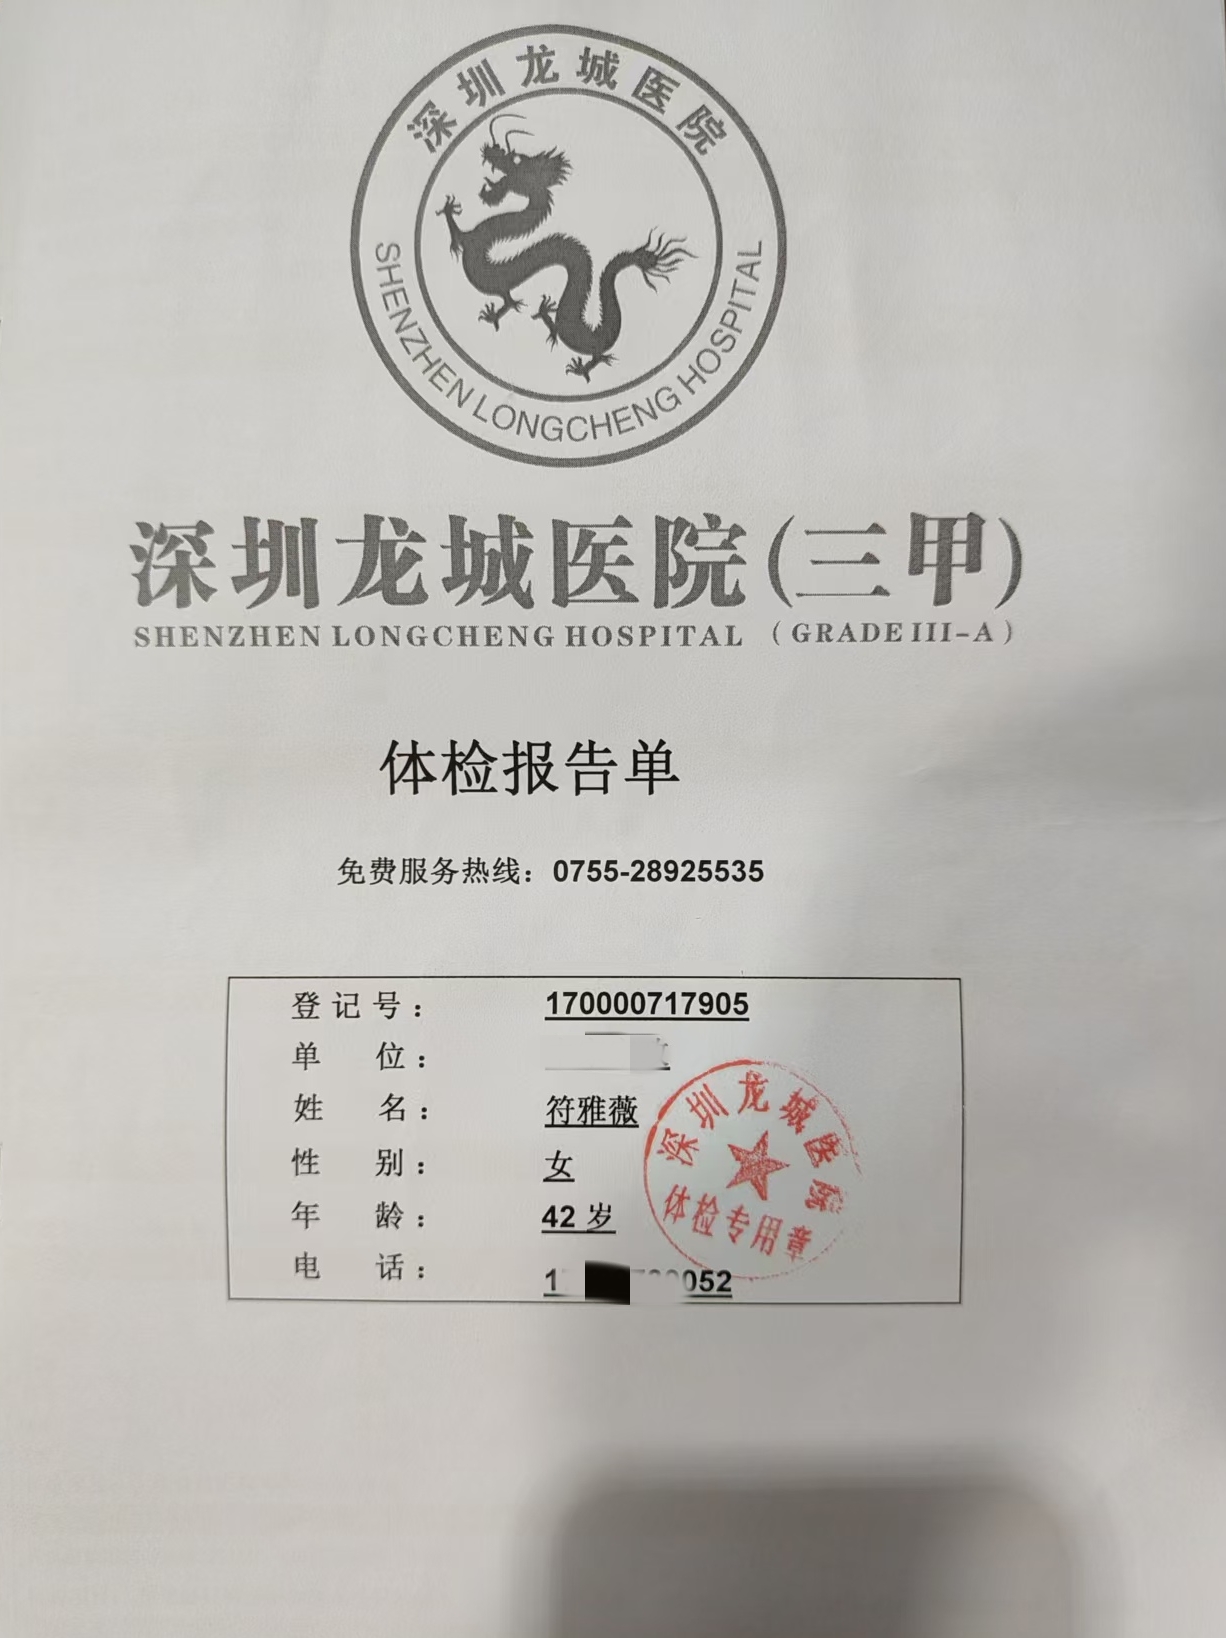 深圳龙城医院
SHENZHEN LONGCHENG HOSPITAL
深圳龙城医院(三甲)
SHENZHEN LONGCHENG HOSPITAL (GRADE III-A)
体检报告单
免费服务热线：0755-28925535
登记号： 170000717905
单 位：
姓 名： 符雅薇
性 别： 女
年 龄： 42 岁
电 话： 1 052
深圳龙城医院
体检专用章